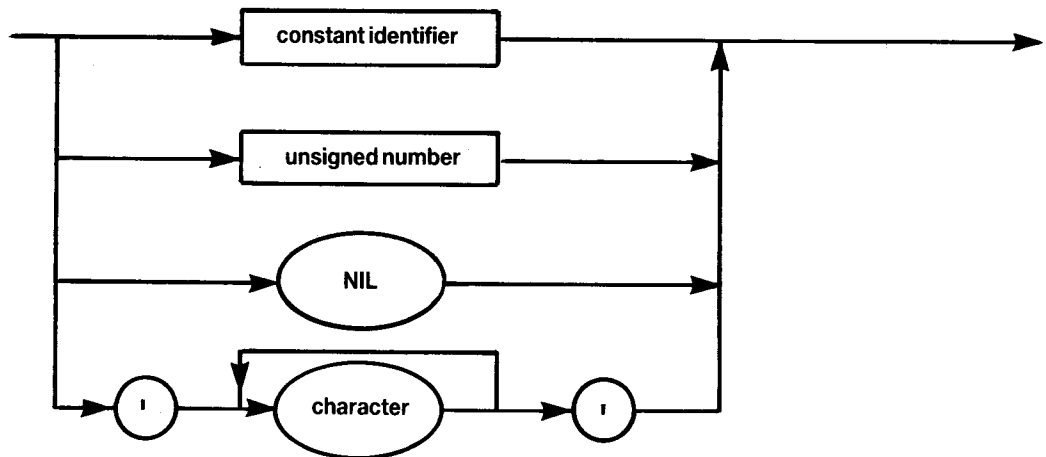 constant identifier
unsigned number
NIL
' character '